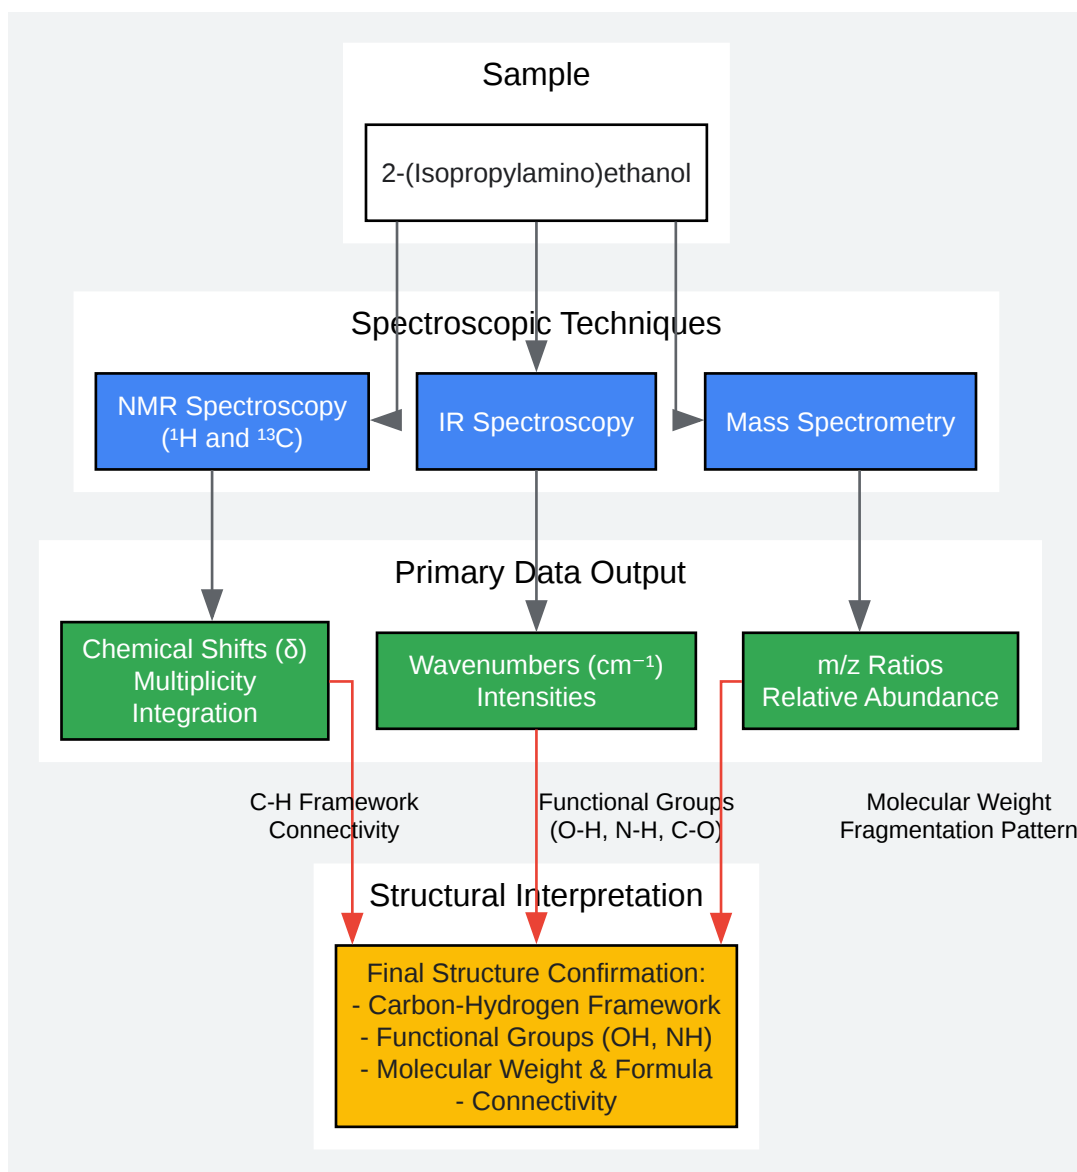 Sample
2-(Isopropylamino)ethanol
Spectroscopic Techniques
NMR Spectroscopy
(¹H and ¹³C)
IR Spectroscopy
Mass Spectrometry
Primary Data Output
Chemical Shifts (δ)
Multiplicity
Integration
Wavenumbers (cm⁻¹)
Intensities
m/z Ratios
Relative Abundance
C-H Framework
Connectivity
Functional Groups
(O-H, N-H, C-O)
Molecular Weight
Fragmentation Pattern
Structural Interpretation
Final Structure Confirmation:
- Carbon-Hydrogen Framework
- Functional Groups (OH, NH)
- Molecular Weight & Formula
- Connectivity